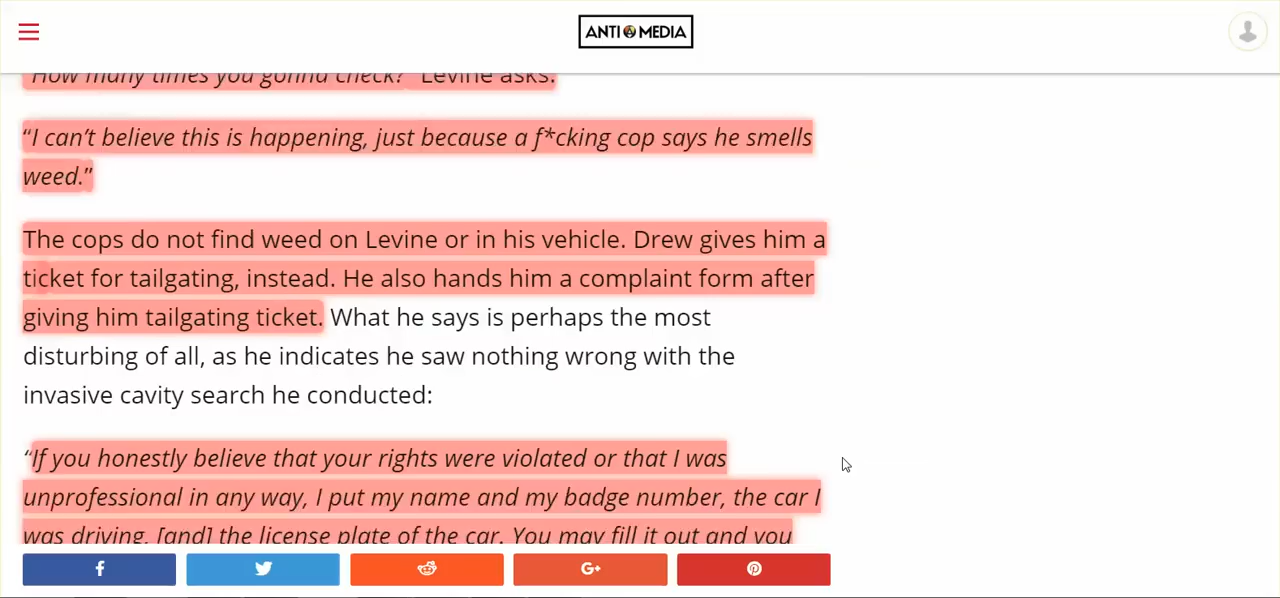 ANTI MEDIA
"How many times you gonna check?" Levine asks.
“I can’t believe this is happening, just because a f*cking cop says he smells
weed.”
The cops do not find weed on Levine or in his vehicle. Drew gives him a
ticket for tailgating, instead. He also hands him a complaint form after
giving him tailgating ticket. What he says is perhaps the most
disturbing of all, as he indicates he saw nothing wrong with the
invasive cavity search he conducted:
“If you honestly believe that your rights were violated or that I was
unprofessional in any way, I put my name and my badge number, the car I
was driving, [and] the license plate of the car. You may fill it out and you
f
G+